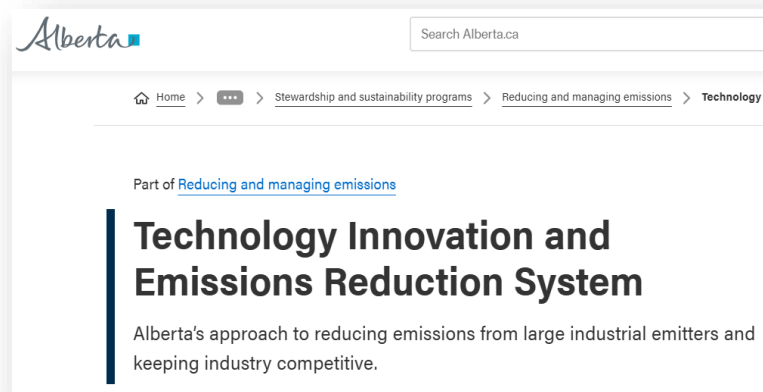 Alberta
Search Alberta.ca
Home > ... > Stewardship and sustainability programs > Reducing and managing emissions > Technology
Part of Reducing and managing emissions
Technology Innovation and
Emissions Reduction System
Alberta's approach to reducing emissions from large industrial emitters and
keeping industry competitive.